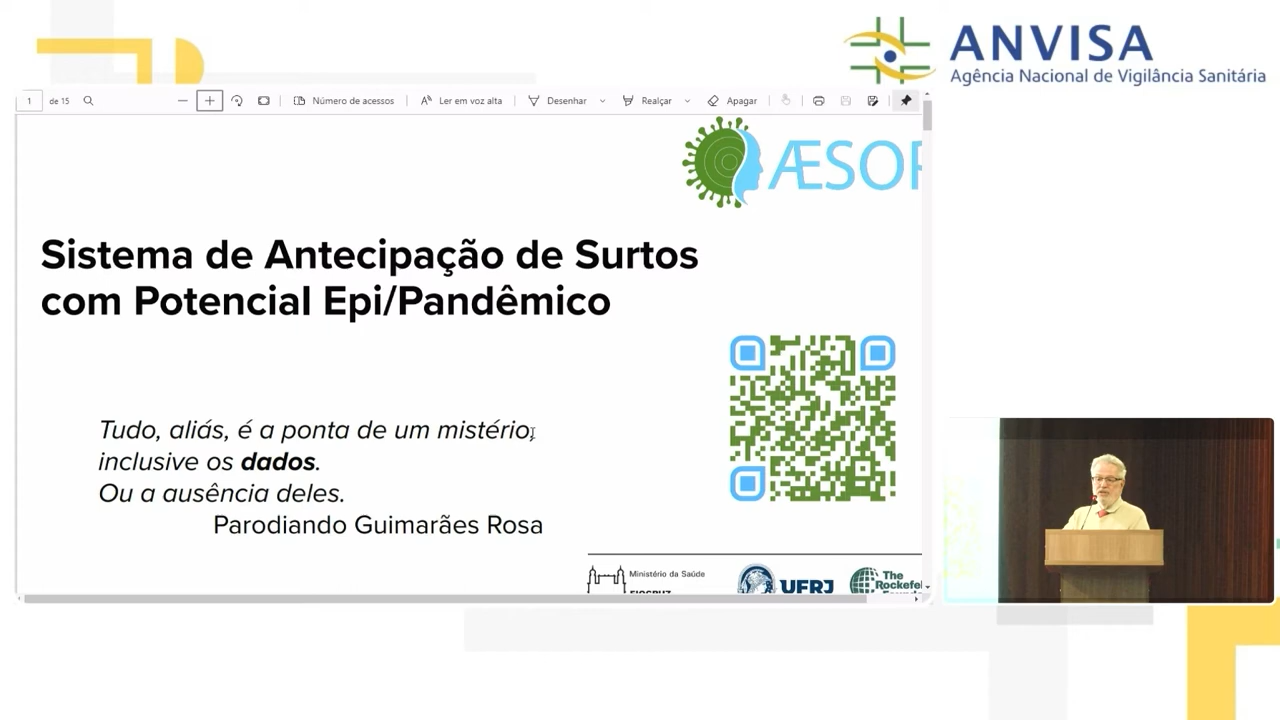 ANVISA
Agência Nacional de Vigilância Sanitária
1 de 15 Número de acessos Ler em voz alta Desenhar Realçar Apagar
ÆSOP
Sistema de Antecipação de Surtos
com Potencial Epi/Pandêmico
Tudo, aliás, é a ponta de um mistério,
inclusive os dados.
Ou a ausência deles.
Parodiando Guimarães Rosa
Ministério da Saúde
FIOCRUZ
UFRJ
The
Rockefel